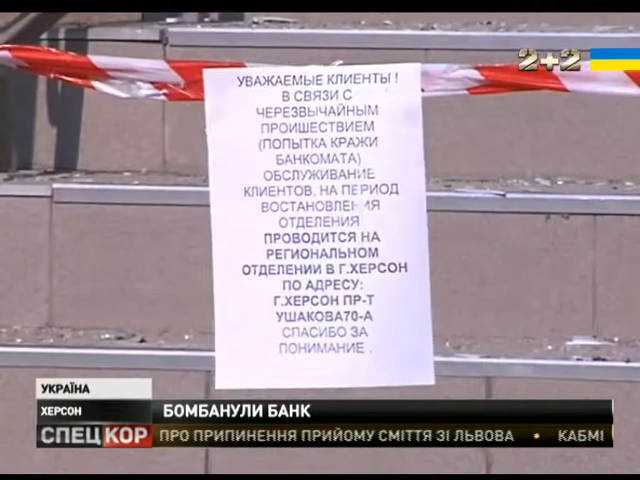 2+2
УВАЖАЕМЫЕ КЛИЕНТЫ !
В СВЯЗИ С
ЧЕРЕЗВЫЧАЙНЫМ
ПРОИШЕСТВИЕМ
(ПОПЫТКА КРАЖИ
БАНКОМАТА)
ОБСЛУЖИВАНИЕ
КЛИЕНТОВ, НА ПЕРИОД
ВОСТАНОВЛЕНИЯ
ОТДЕЛЕНИЯ
ПРОВОДИТСЯ НА
РЕГИОНАЛЬНОМ
ОТДЕЛЕНИИ В Г.ХЕРСОН
ПО АДРЕСУ:
Г.ХЕРСОН ПР-Т
УШАКОВА70-А
СПАСИБО ЗА
ПОНИМАНИЕ .
УКРАЇНА
ХЕРСОН
БОМБАНУЛИ БАНК
СПЕЦКОР
ПРО ПРИПИНЕННЯ ПРИЙОМУ СМІТТЯ ЗІ ЛЬВОВА • КАБМІ